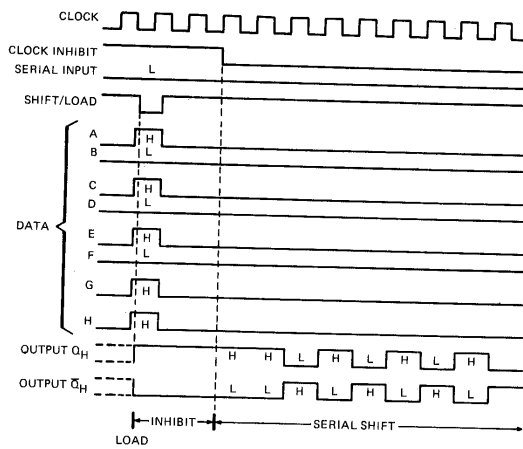 CLOCK
CLOCK INHIBIT
SERIAL INPUT L
SHIFT/LOAD
DATA
A H
B L
C H
D L
E H
F L
G H
H H
OUTPUT QH H H L H L H L H
OUTPUT Q̅H L L H L H L H L
INHIBIT SERIAL SHIFT
LOAD